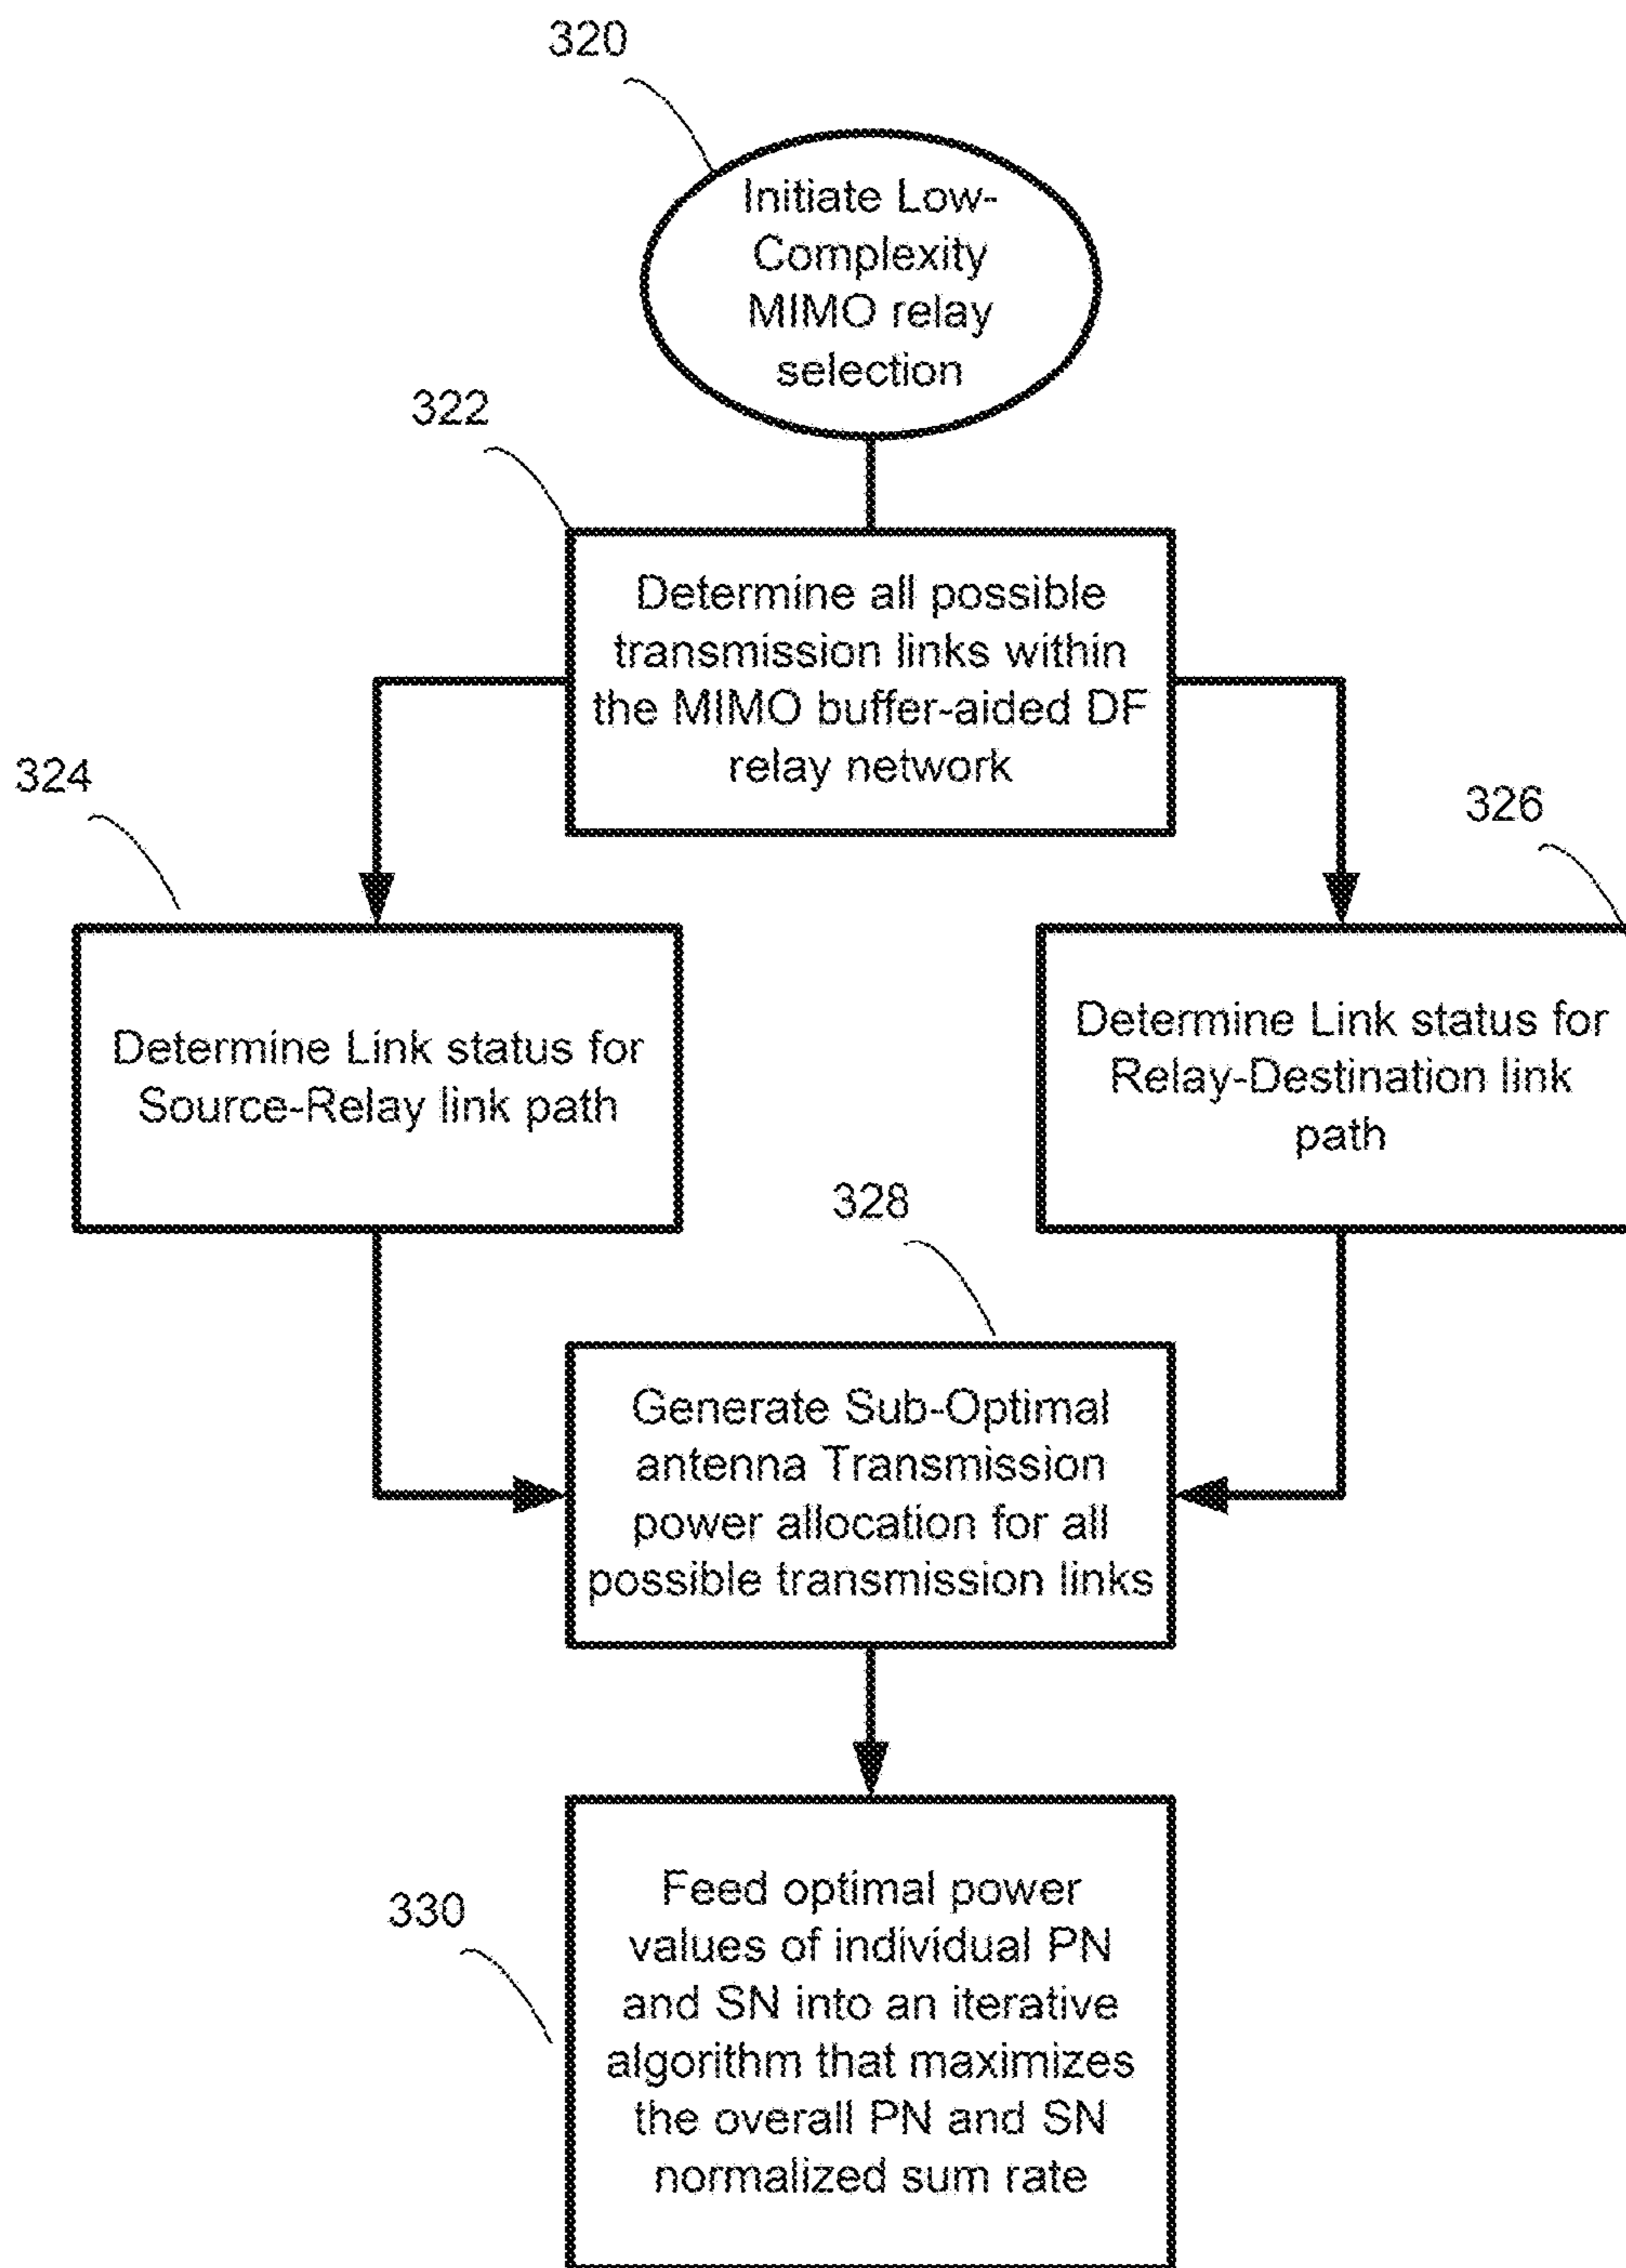 320
Initiate Low-
Complexity
MIMO relay
selection
322
Determine all possible
transmission links within
the MIMO buffer-aided DF
relay network
324
Determine Link status for
Source-Relay link path
326
Determine Link status for
Relay-Destination link
path
328
Generate Sub-Optimal
antenna Transmission
power allocation for all
possible transmission links
330
Feed optimal power
values of individual PN
and SN into an iterative
algorithm that maximizes
the overall PN and SN
normalized sum rate